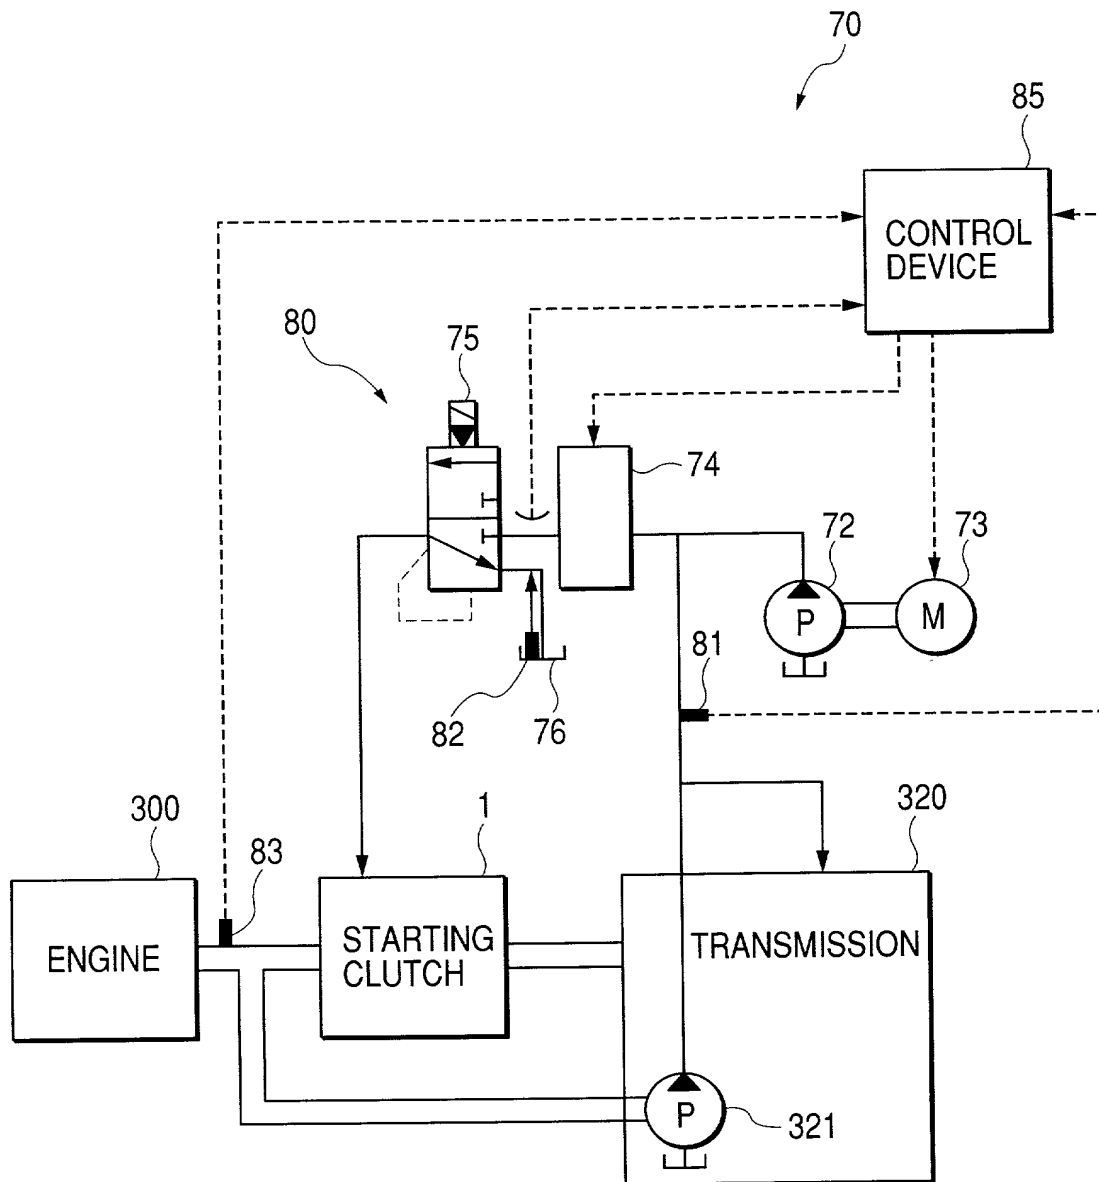 70
85
CONTROL
DEVICE
80
75
74
72
73
P
M
81
82
76
300
1
320
83
ENGINE
STARTING
CLUTCH
TRANSMISSION
P
321